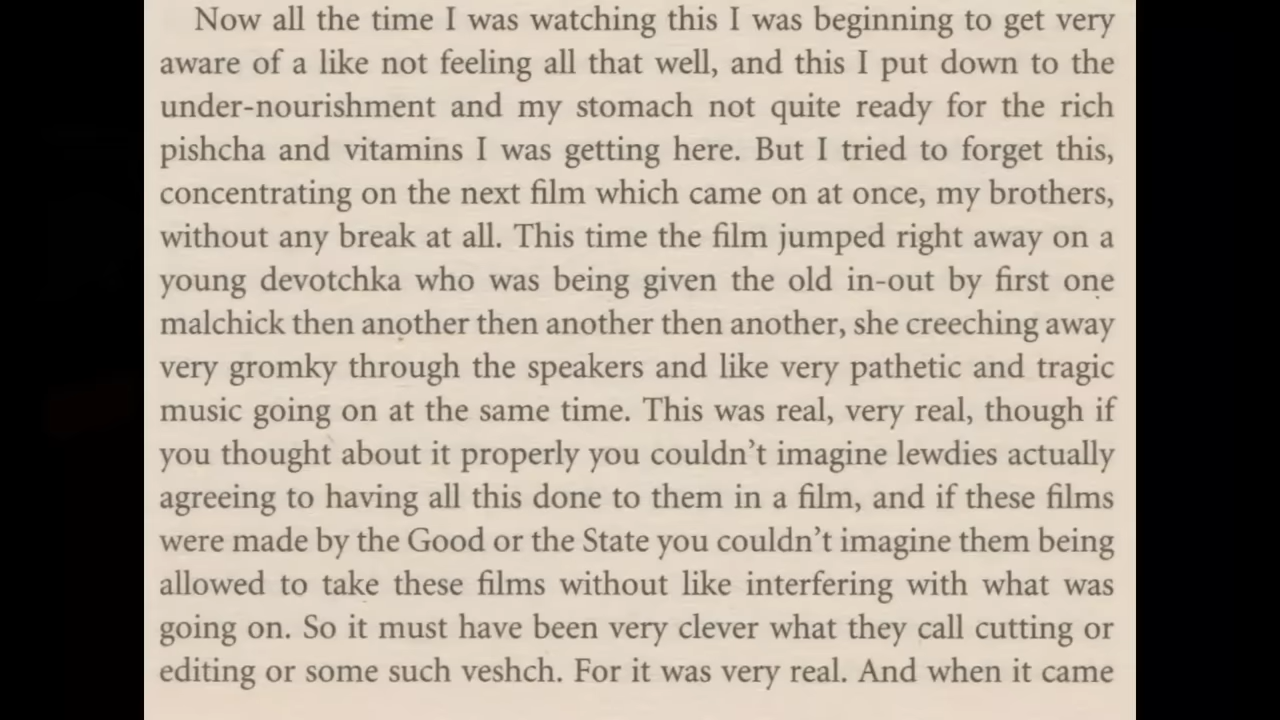 Now all the time I was watching this I was beginning to get very
aware of a like not feeling all that well, and this I put down to the
under-nourishment and my stomach not quite ready for the rich
pishcha and vitamins I was getting here. But I tried to forget this,
concentrating on the next film which came on at once, my brothers,
without any break at all. This time the film jumped right away on a
young devotchka who was being given the old in-out by first one
malchick then another then another then another, she creeching away
very gromky through the speakers and like very pathetic and tragic
music going on at the same time. This was real, very real, though if
you thought about it properly you couldn't imagine lewdies actually
agreeing to having all this done to them in a film, and if these films
were made by the Good or the State you couldn't imagine them being
allowed to take these films without like interfering with what was
going on. So it must have been very clever what they call cutting or
editing or some such veshch. For it was very real. And when it came